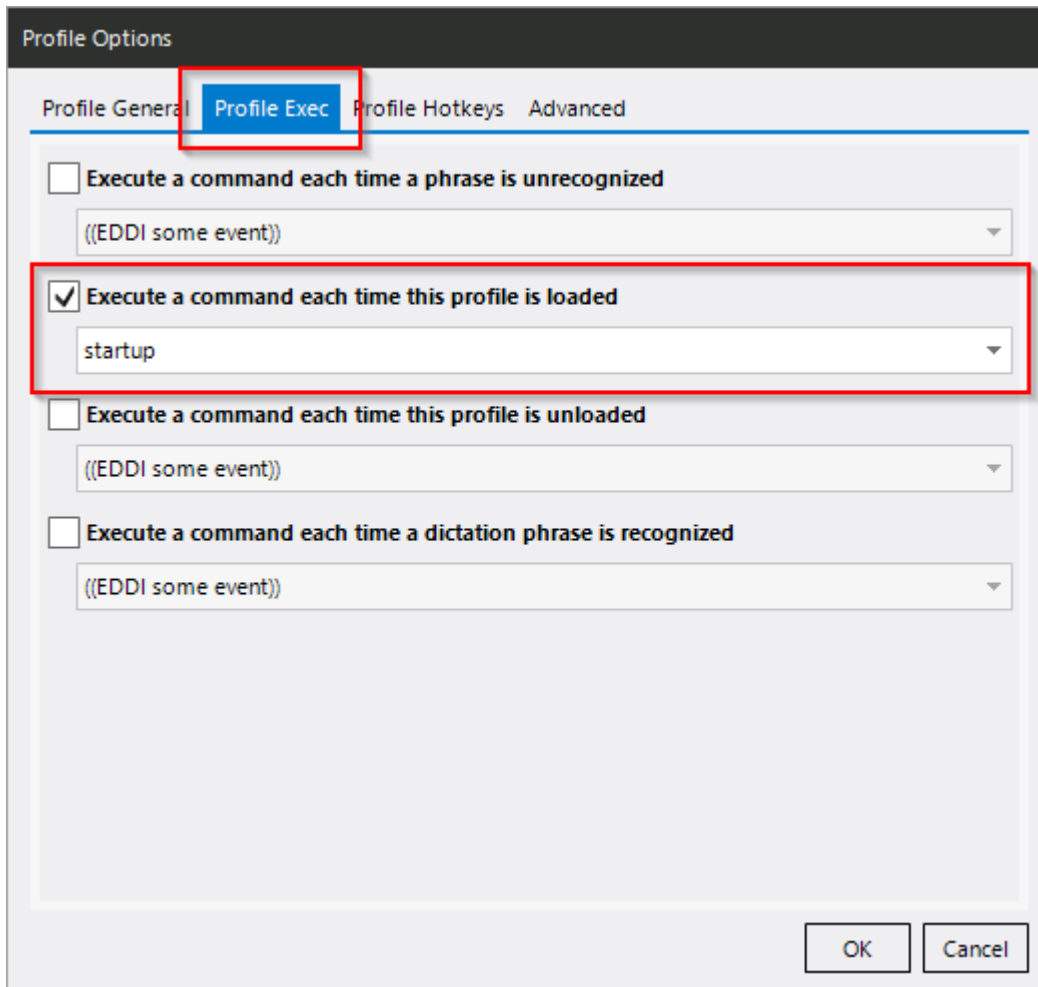 Profile Options
Profile General Profile Exec Profile Hotkeys Advanced
Execute a command each time a phrase is unrecognized
((EDDI some event))
Execute a command each time this profile is loaded
startup
Execute a command each time this profile is unloaded
((EDDI some event))
Execute a command each time a dictation phrase is recognized
((EDDI some event))
OK Cancel